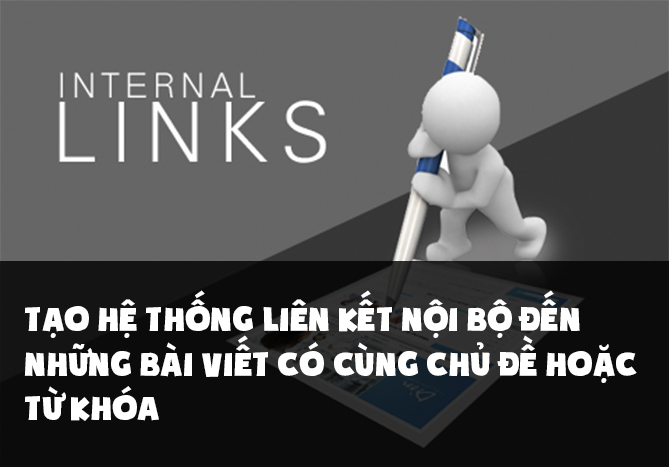 INTERNAL
LINKS
TẠO HỆ THỐNG LIÊN KẾT NỘI BỘ ĐẾN
NHỮNG BÀI VIẾT CÓ CÙNG CHỦ ĐỀ HOẶC
TỪ KHÓA